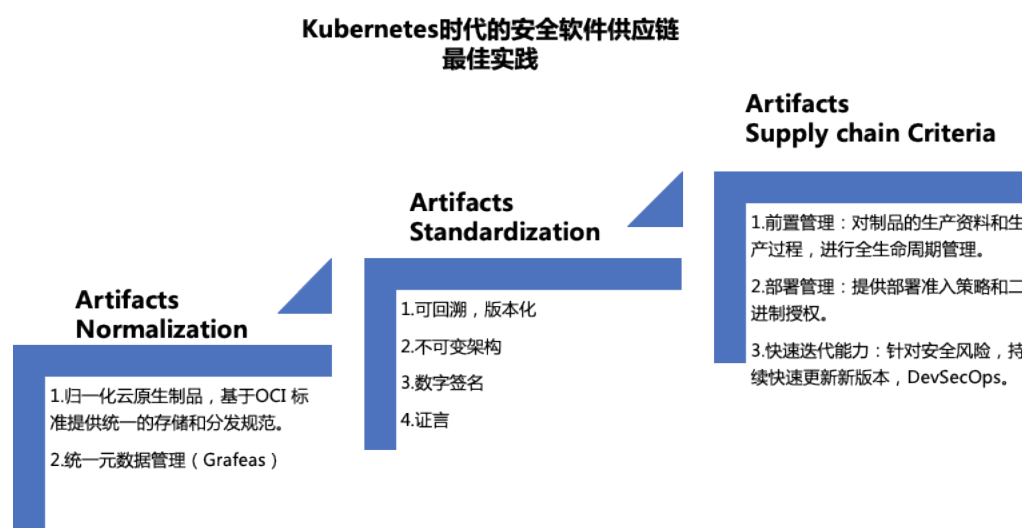 Kubernetes时代的安全软件供应链
最佳实践
Artifacts
Normalization
1.归一化云原生制品，基于OCI 标
准提供统一的存储和分发规范。
2.统一元数据管理（Grafeas）
Artifacts
Standardization
1.可回溯，版本化
2.不可变架构
3.数字签名
4.证言
Artifacts
Supply chain Criteria
1.前置管理：对制品的生产资料和生
产过程，进行全生命周期管理。
2.部署管理：提供部署准入策略和二
进制授权。
3.快速迭代能力：针对安全风险，持
续快速更新新版本，DevSecOps。